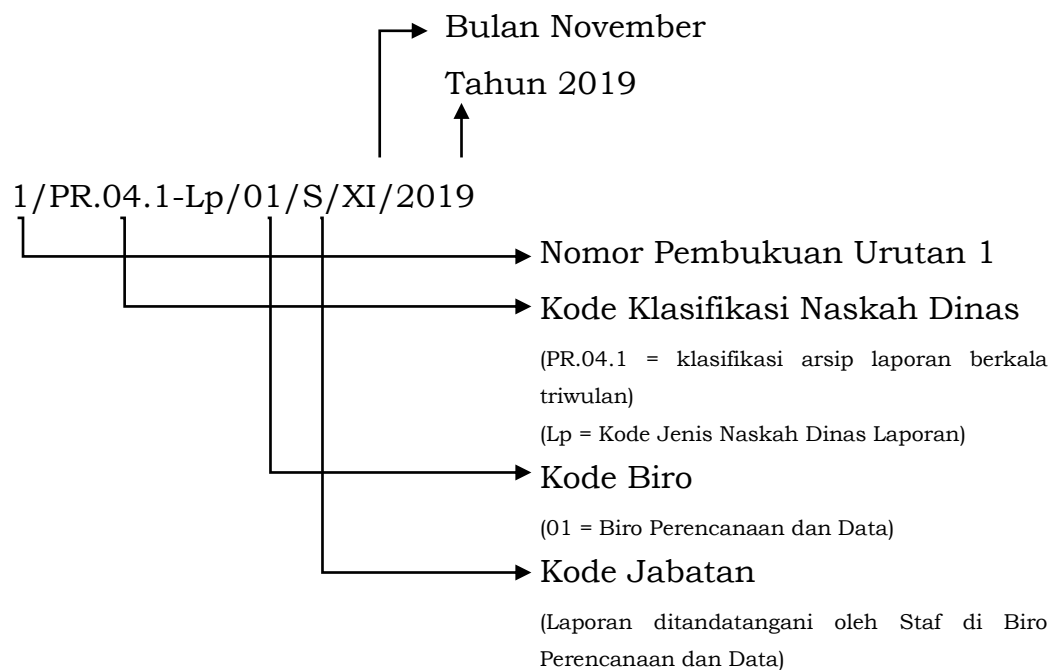 Bulan November
Tahun 2019
1/PR.04.1-Lp/01/S/XI/2019
Nomor Pembukuan Urutan 1
Kode Klasifikasi Naskah Dinas
(PR.04.1 = klasifikasi arsip laporan berkala
triwulan)
(Lp = Kode Jenis Naskah Dinas Laporan)
Kode Biro
(01 = Biro Perencanaan dan Data)
Kode Jabatan
(Laporan ditandatangani oleh Staf di Biro
Perencanaan dan Data)